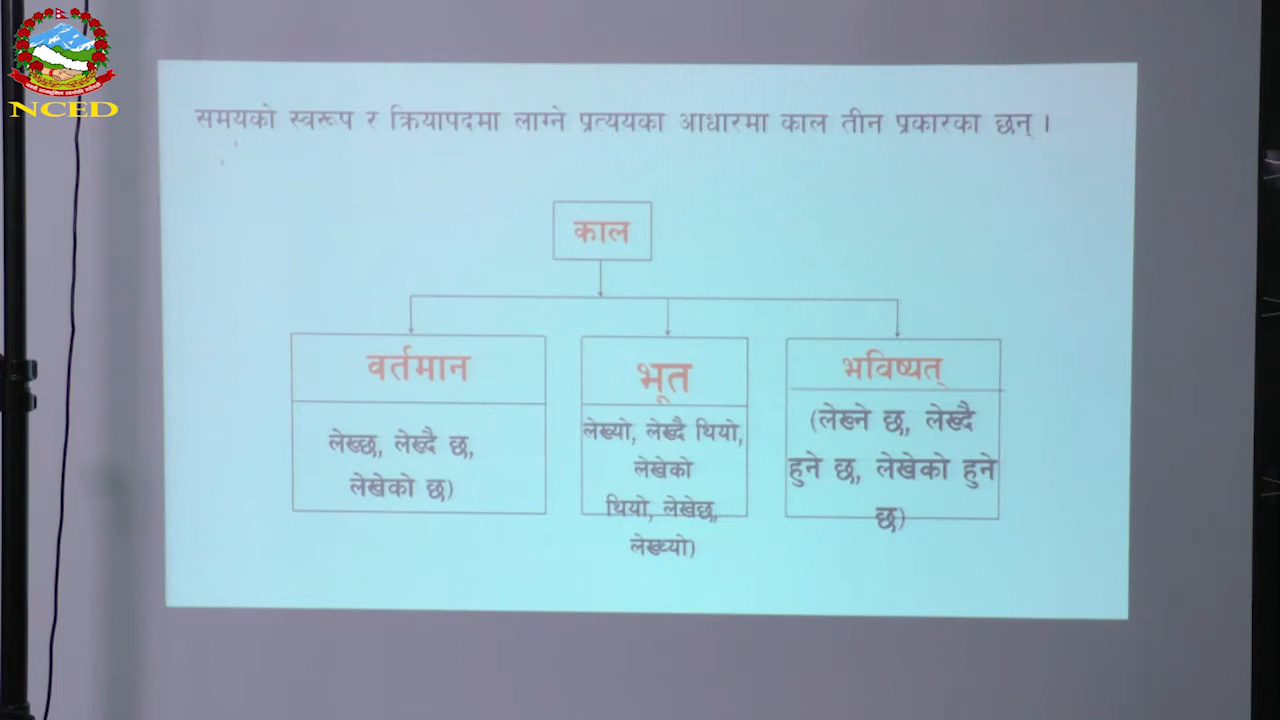 NCED
समयको स्वरूप र क्रियापदमा लाग्ने प्रत्ययका आधारमा काल तीन प्रकारका छन् ।
काल
वर्तमान
लेख्छ, लेख्दै छ,
लेखेको छ)
भूत
लेख्यो, लेख्दै थियो,
लेखेको
थियो, लेखेछ,
लेख्थ्यो)
भविष्यत्
(लेख्ने छ, लेख्दै
हुने छ, लेखेको हुने
छ)